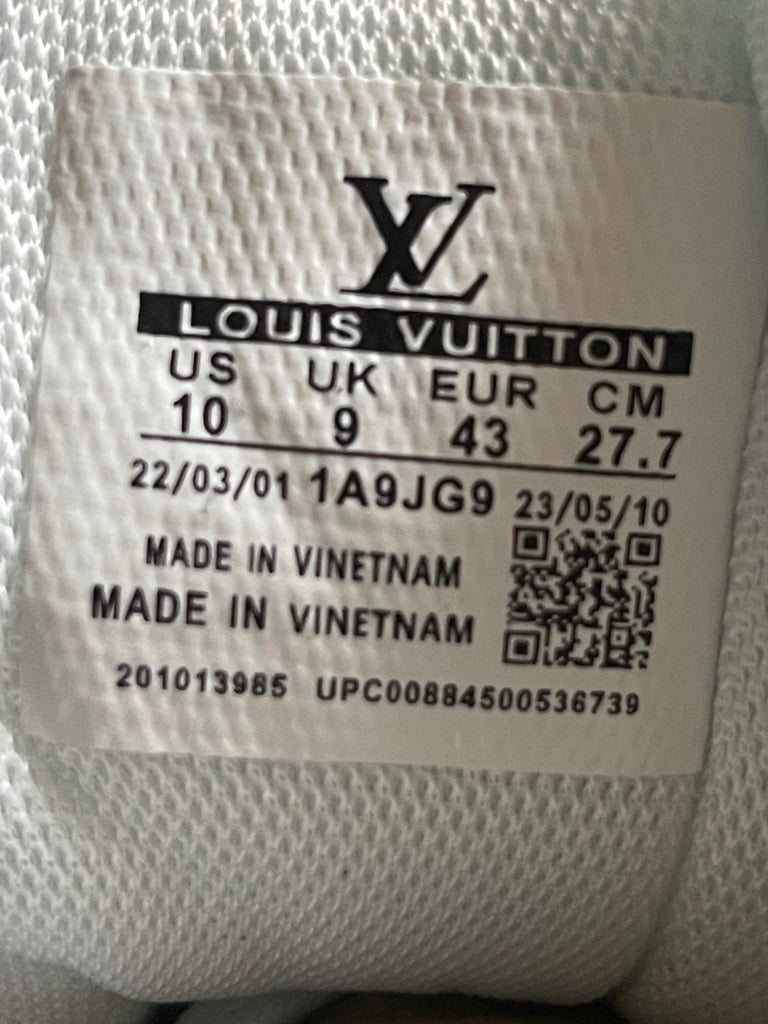 LV
LOUIS VUITTON
US UK EUR CM
10 9 43 27.7
22/03/01 1A9JG9 23/05/10
MADE IN VINETNAM
MADE IN VINETNAM
201013985 UPC00884500536739